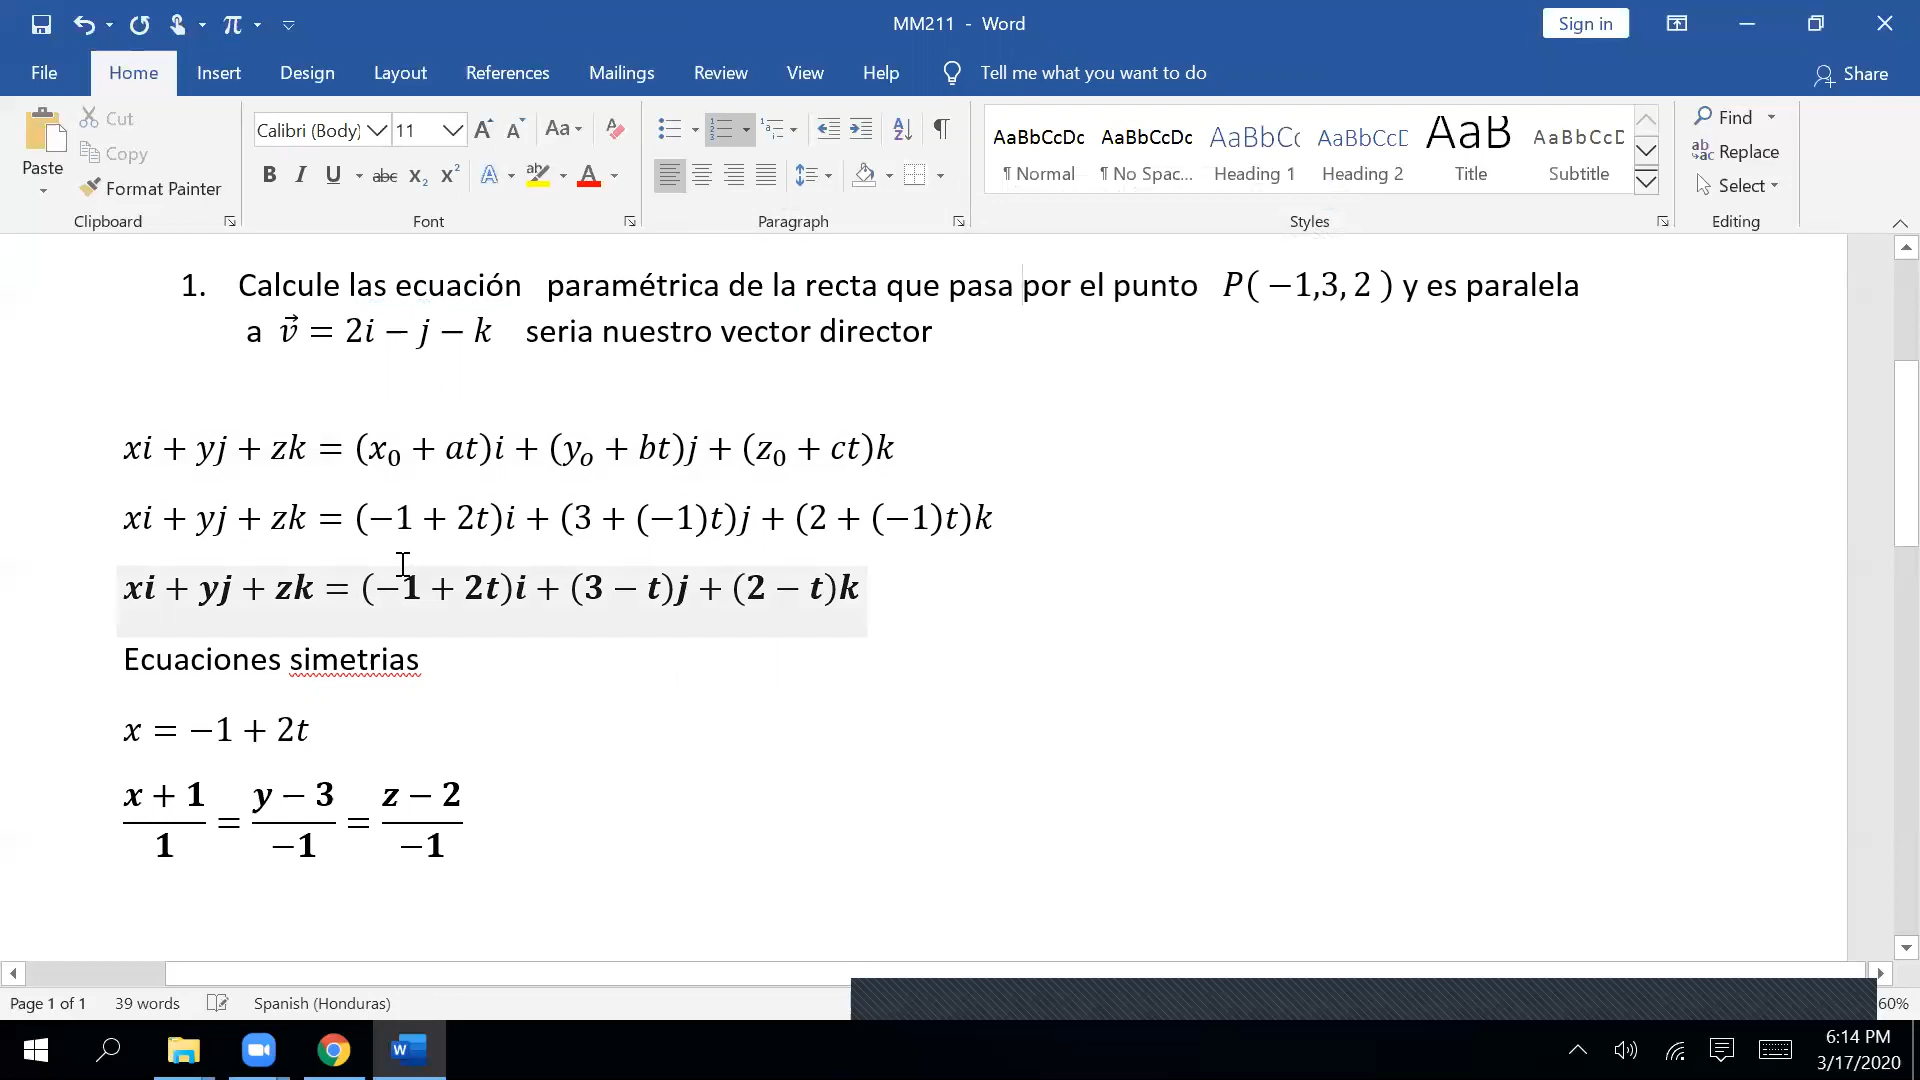 MM211 - Word
Sign in
File Home Insert Design Layout References Mailings Review View Help Tell me what you want to do Share
Paste Cut Copy Format Painter
Calibri (Body) 11 Aa
B I U abc x₂ x² A A
AaBbCcDc AaBbCcDc AaBbCc AaBbCcD AaB AaBbCcD
¶ Normal ¶ No Spac... Heading 1 Heading 2 Title Subtitle
Find Replace Select
Clipboard Font Paragraph Styles Editing
1. Calcule las ecuación paramétrica de la recta que pasa por el punto P( −1,3, 2 ) y es paralela
a v⃗ = 2i − j − k seria nuestro vector director
xi + yj + zk = (x₀ + at)i + (yₒ + bt)j + (z₀ + ct)k
xi + yj + zk = (−1 + 2t)i + (3 + (−1)t)j + (2 + (−1)t)k
xi + yj + zk = (−1 + 2t)i + (3 − t)j + (2 − t)k
Ecuaciones simetrias
x = −1 + 2t
(x + 1)/1 = (y − 3)/−1 = (z − 2)/−1
Page 1 of 1 39 words Spanish (Honduras) 60%
6:14 PM
3/17/2020